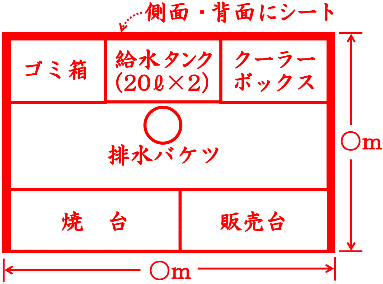 側面・背面にシート
ゴミ箱
給水タンク
(20ℓ×2)
クーラー
ボックス
排水バケツ
○m
焼　台
販売台
○m